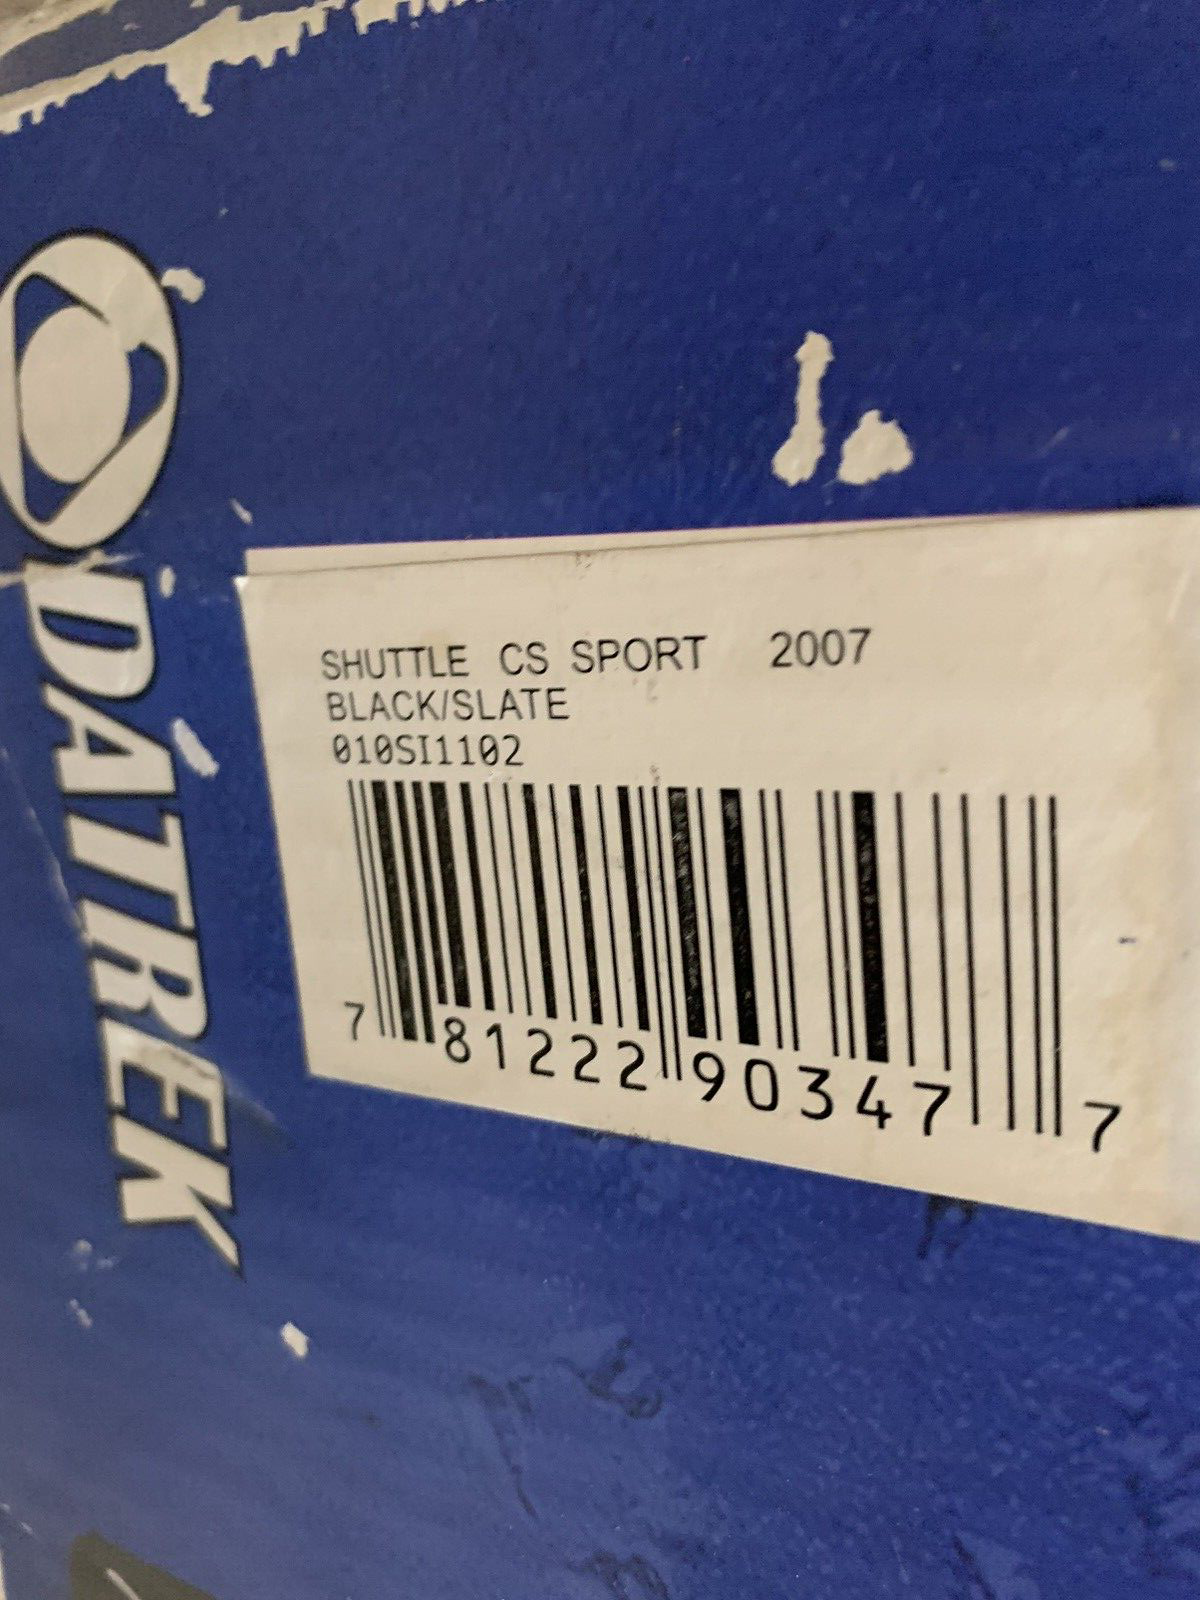 DATREK
SHUTTLE CS SPORT 2007
BLACK/SLATE
010SI1102
7 81222 90347 7